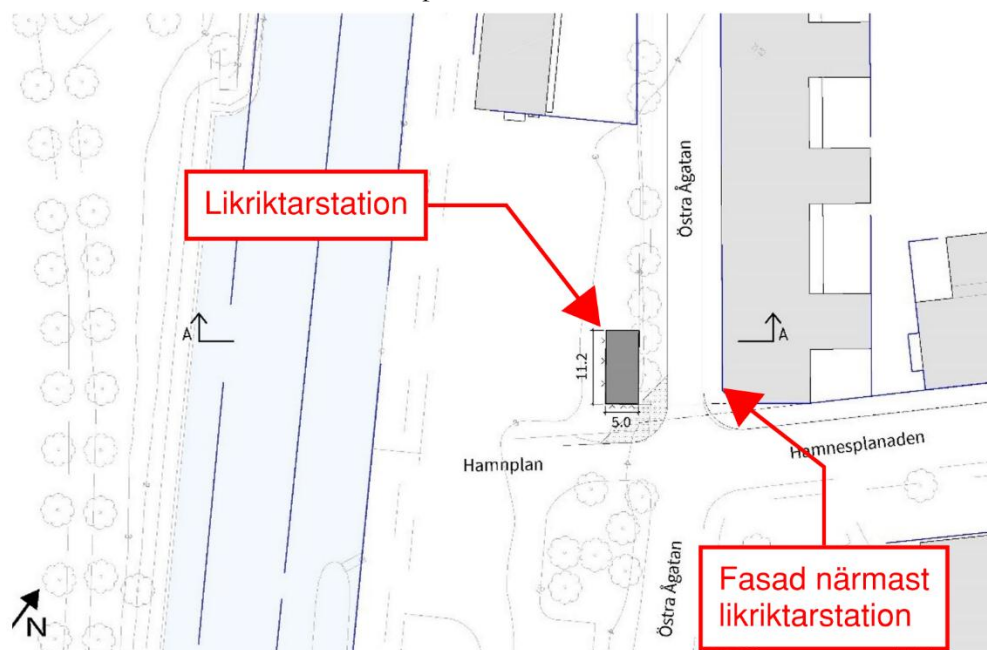 Likriktarstation
Östra Ågatan
A
A
11.2
5.0
Hamnplan
Hamnesplanaden
Östra Ågatan
Fasad närmast
likriktarstation
N